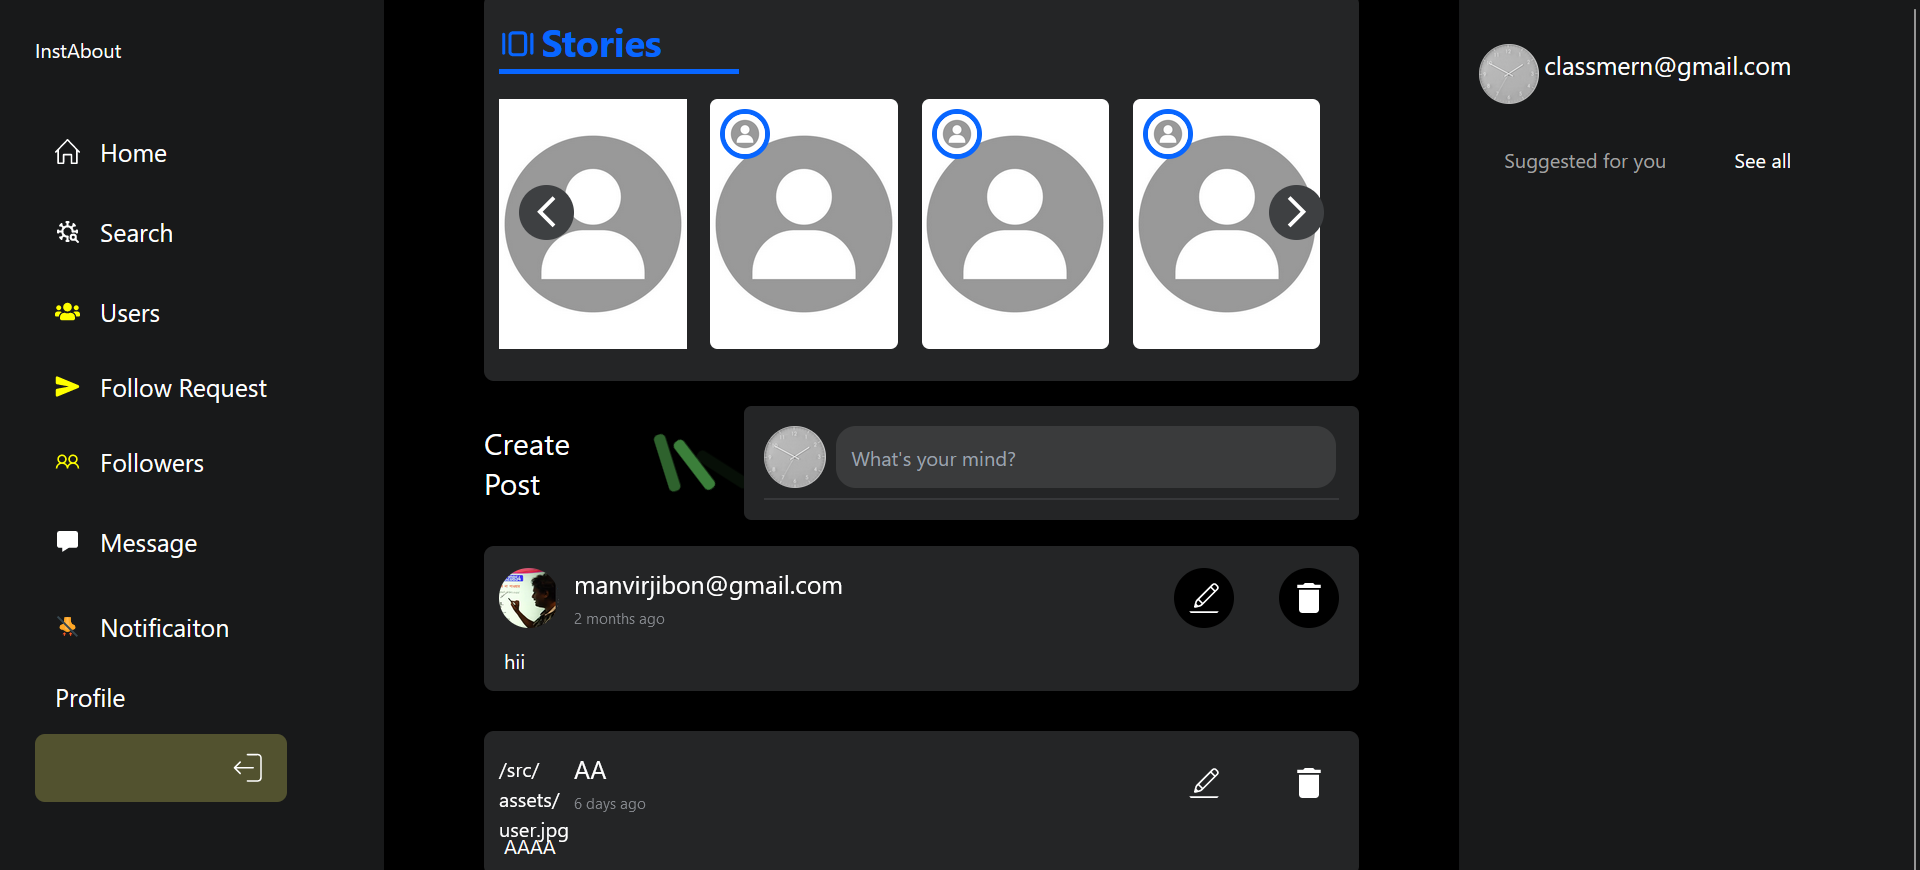 InstAbout
Home
Search
Users
Follow Request
Followers
Message
Notificaiton
Profile
Stories
Create
Post
What's your mind?
manvirjibon@gmail.com
2 months ago
hii
AA
6 days ago
/src/
assets/
user.jpg
AAAA
classmern@gmail.com
Suggested for you
See all